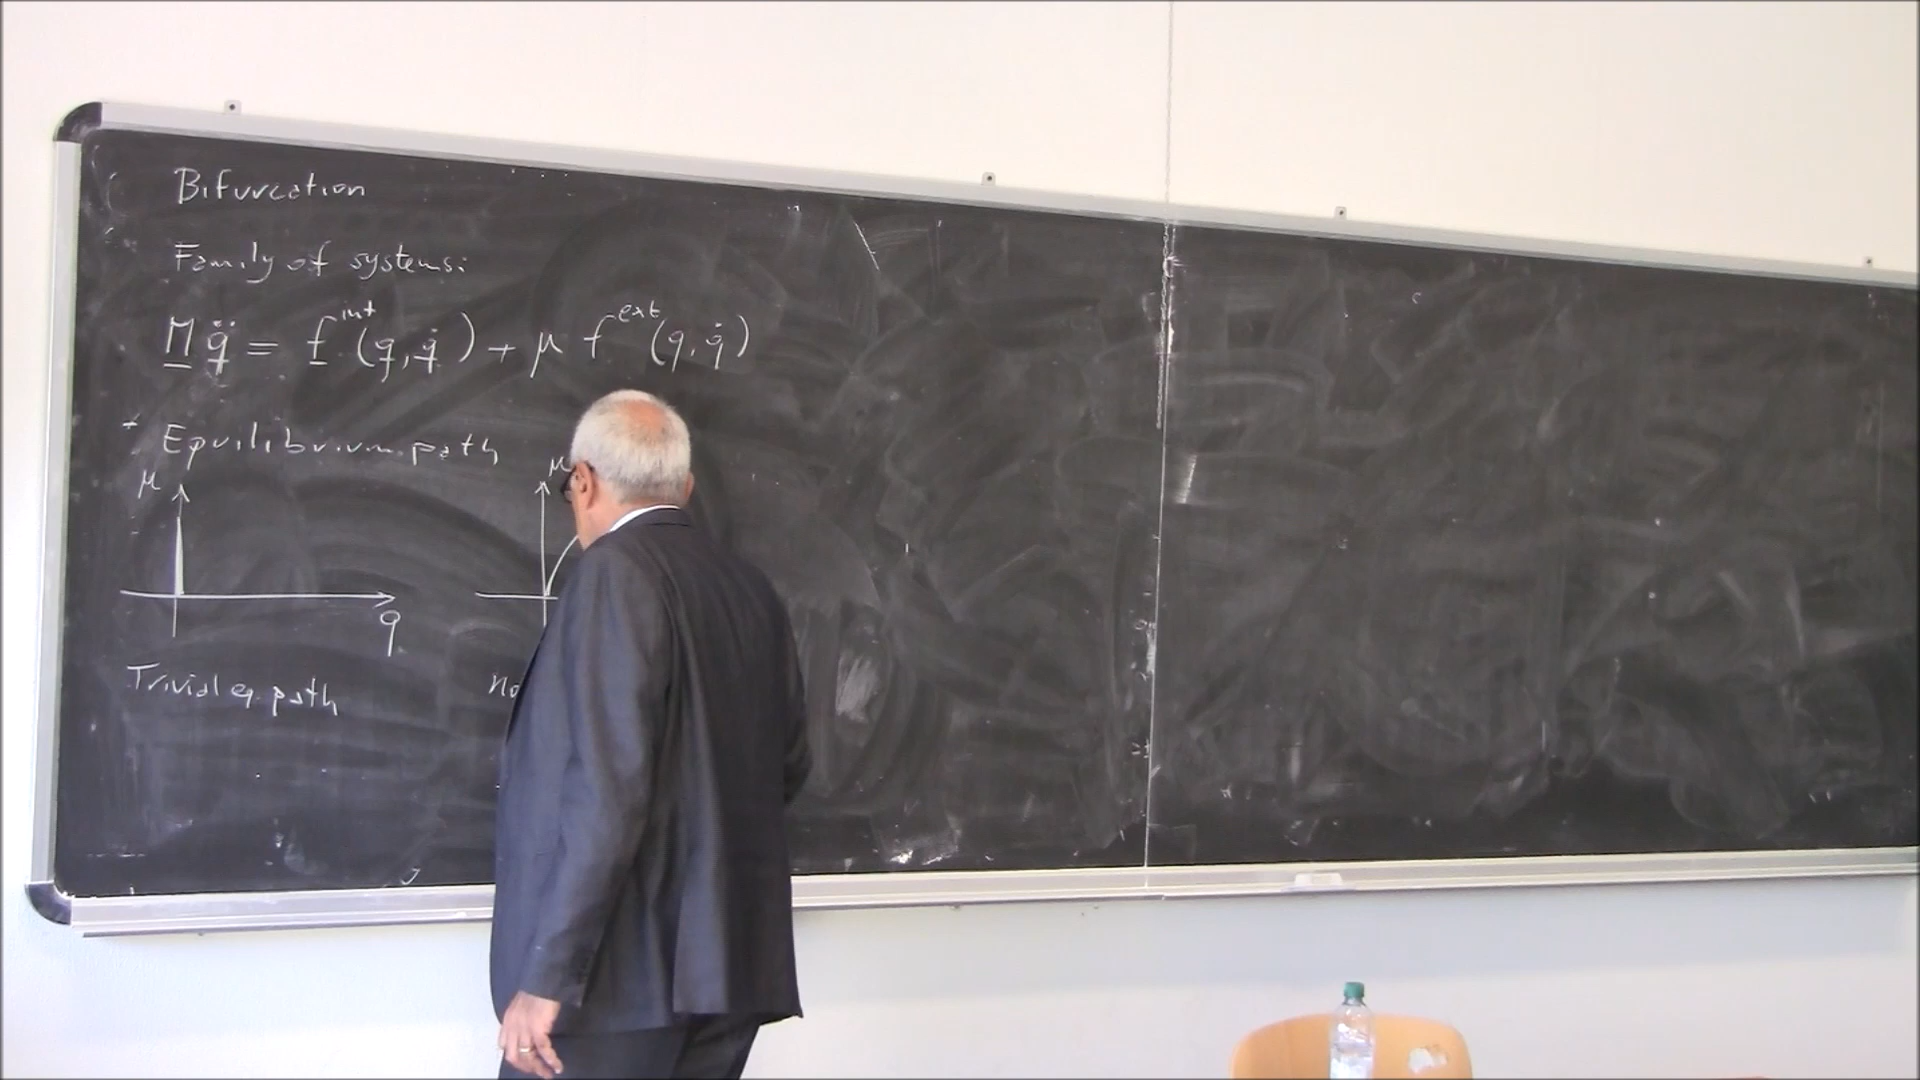 Bifurcation
Family of systems:
M q̈ = f^int (q, q̇) + μ f^ext (q, q̇)
+ Equilibrium path
μ μ
q
Trivial eq. path